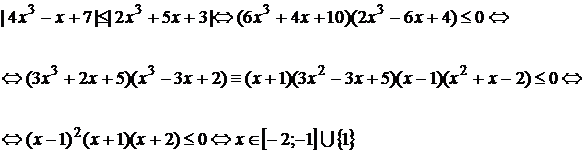 |4x³ − x + 7| ≤ |2x³ + 5x + 3| ⇔ (6x³ + 4x + 10)(2x³ − 6x + 4) ≤ 0 ⇔
⇔ (3x³ + 2x + 5)(x³ − 3x + 2) ≡ (x + 1)(3x² − 3x + 5)(x − 1)(x² + x − 2) ≤ 0 ⇔
⇔ (x − 1)²(x + 1)(x + 2) ≤ 0 ⇔ x ∈ [− 2;−1] ⋃ {1}